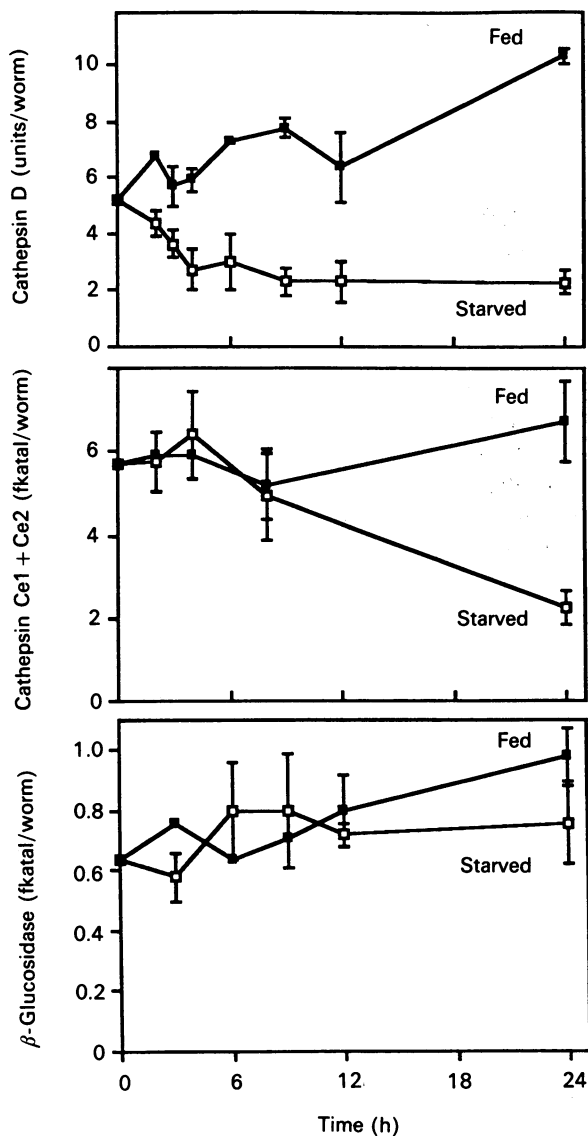 Cathepsin D (units/worm)
10
8
6
4
2
0
Fed
Starved
Cathepsin Ce1 + Ce2 (fkatal/worm)
6
4
2
0
Fed
Starved
β-Glucosidase (fkatal/worm)
1.0
0.8
0.6
0.4
0.2
0
Fed
Starved
0 6 12 18 24
Time (h)